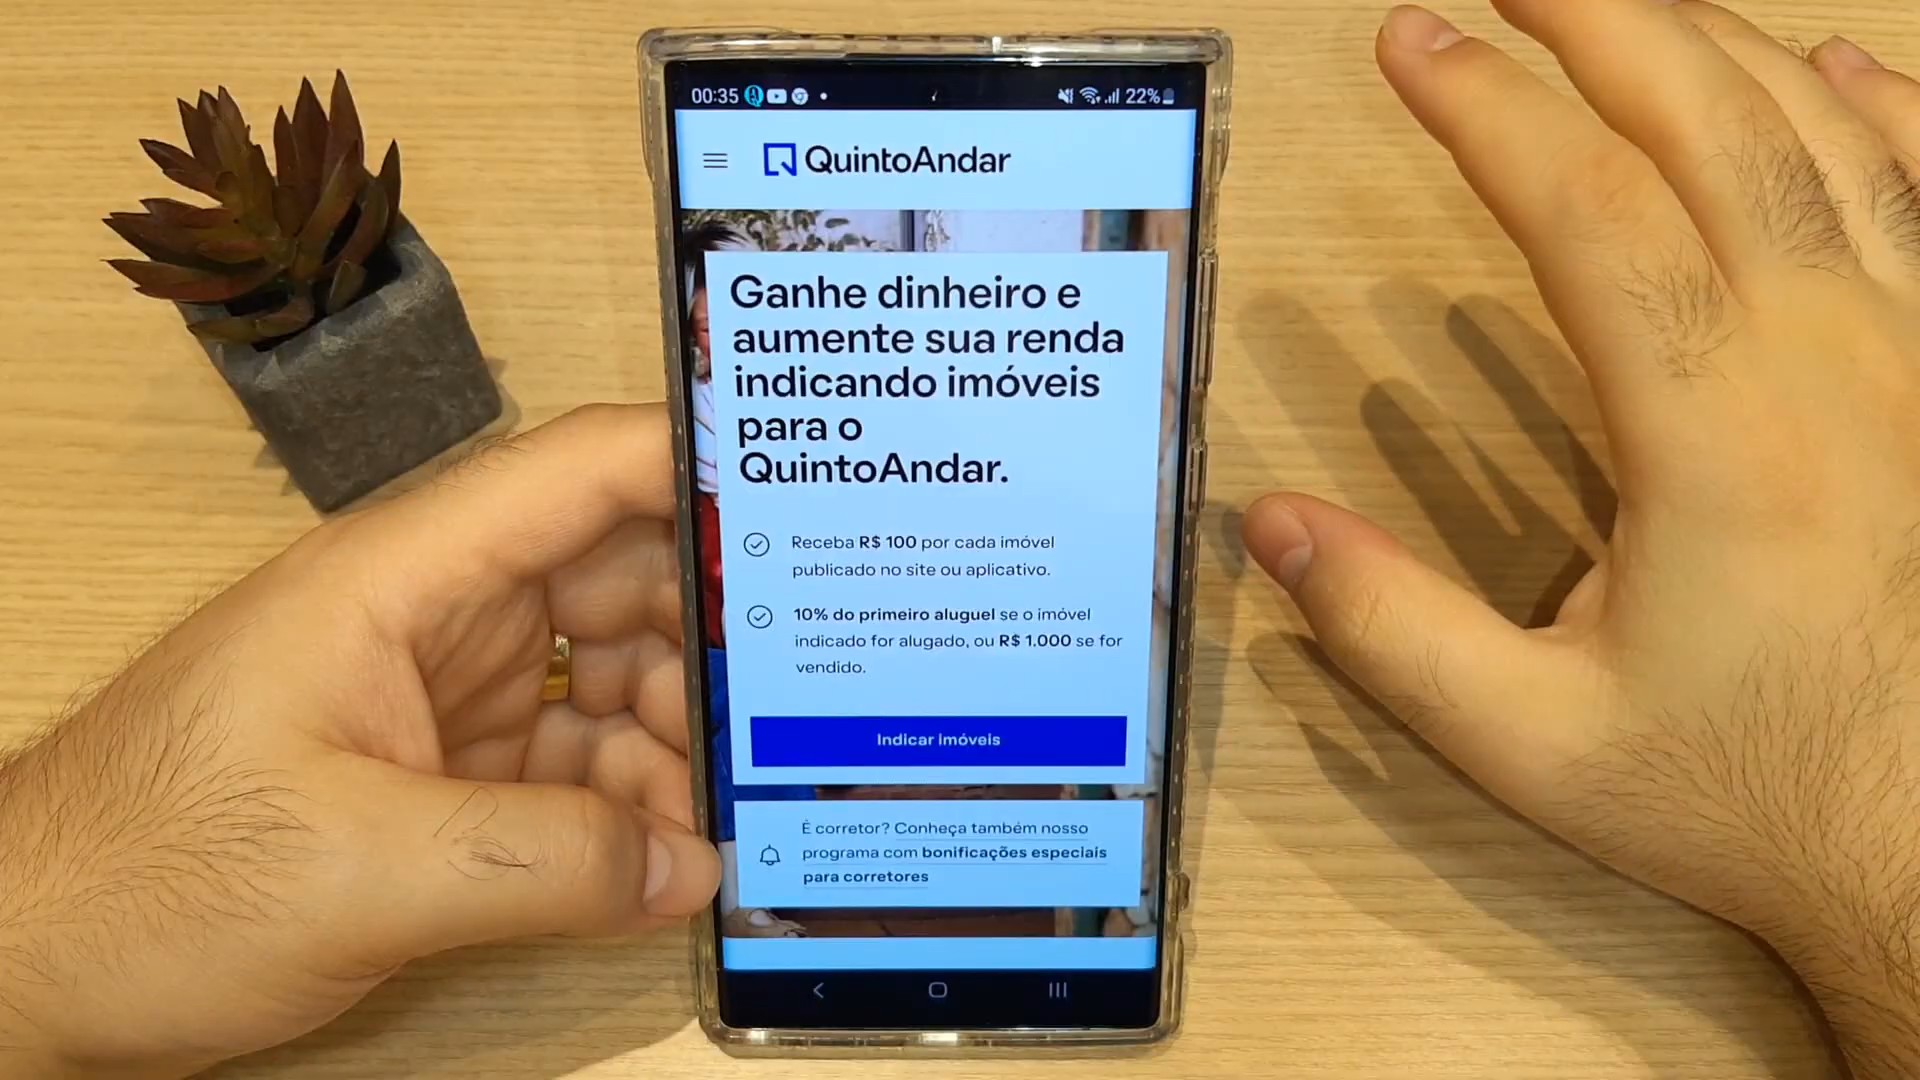 00:35
22%
QuintoAndar
Ganhe dinheiro e
aumente sua renda
indicando imóveis
para o
QuintoAndar.
Receba R$ 100 por cada imóvel
publicado no site ou aplicativo.
10% do primeiro aluguel se o imóvel
indicado for alugado, ou R$ 1.000 se for
vendido.
Indicar imóveis
É corretor? Conheça também nosso
programa com bonificações especiais
para corretores